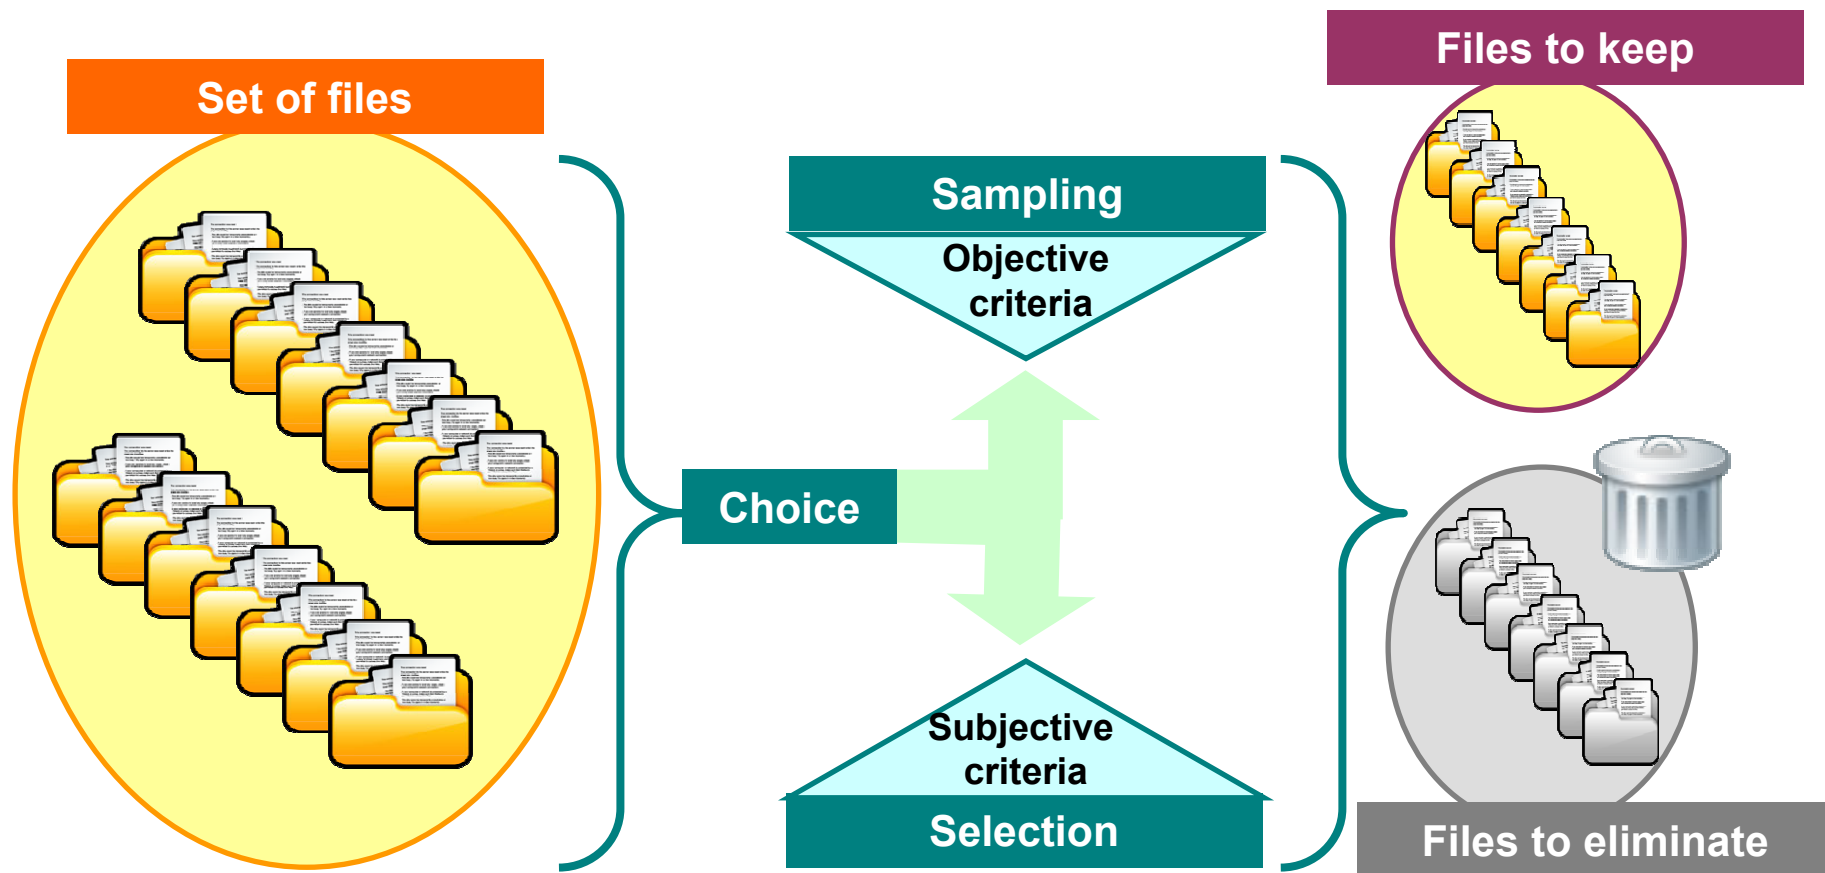 Set of files
Choice
Sampling
Objective
criteria
Subjective
criteria
Selection
Files to keep
Files to eliminate